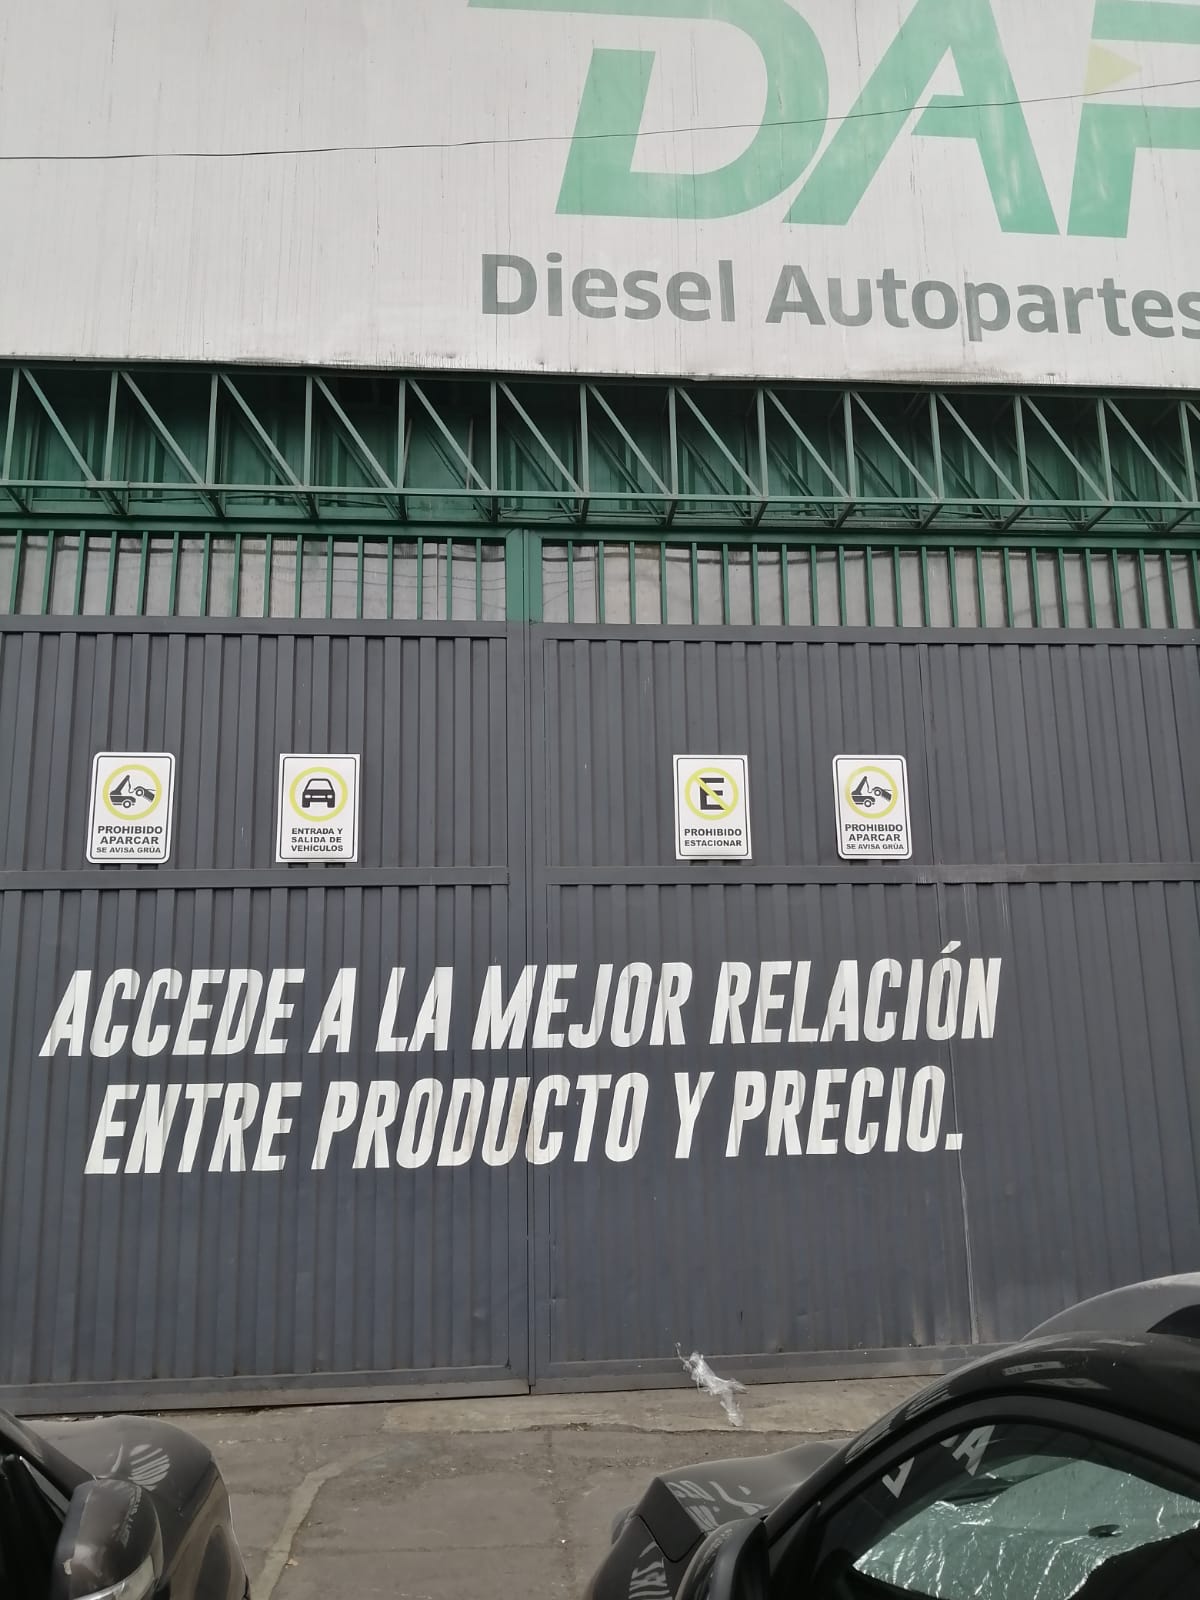 DAP
Diesel Autopartes
PROHIBIDO
APARCAR
SE AVISA GRÚA
ENTRADA Y
SALIDA DE
VEHÍCULOS
E
PROHIBIDO
ESTACIONAR
PROHIBIDO
APARCAR
SE AVISA GRÚA
ACCEDE A LA MEJOR RELACIÓN
ENTRE PRODUCTO Y PRECIO.